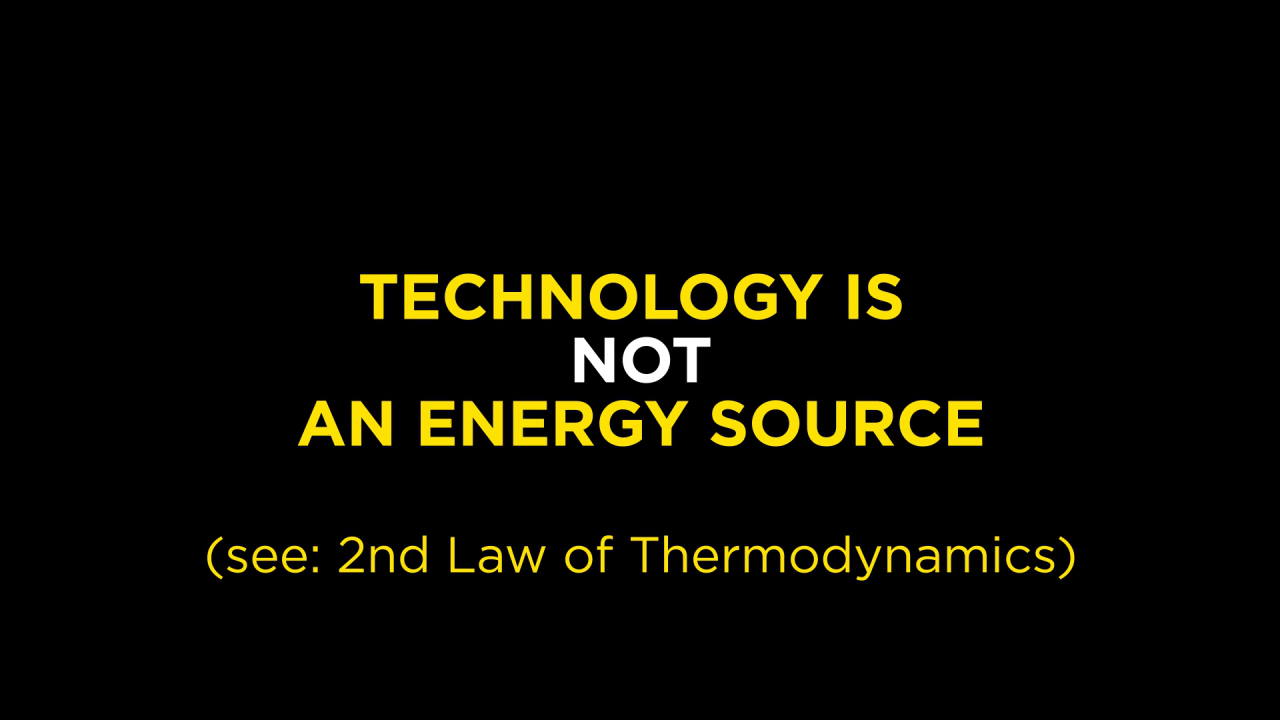 TECHNOLOGY IS
NOT
AN ENERGY SOURCE
(see: 2nd Law of Thermodynamics)